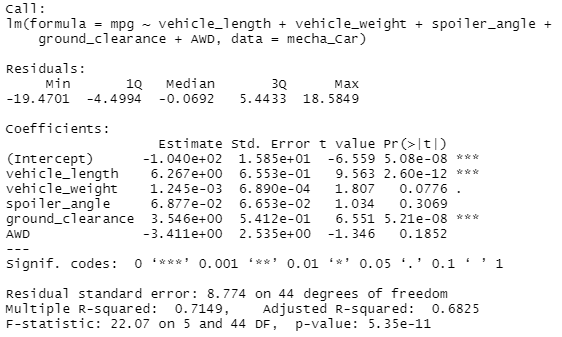 Call:
lm(formula = mpg ~ vehicle_length + vehicle_weight + spoiler_angle +
    ground_clearance + AWD, data = mecha_Car)
Residuals:
     Min       1Q   Median       3Q      Max
-19.4701  -4.4994  -0.0692   5.4433  18.5849
Coefficients:
                   Estimate Std. Error t value Pr(>|t|)
(Intercept)      -1.040e+02  1.585e+01  -6.559 5.08e-08 ***
vehicle_length    6.267e+00  6.553e-01   9.563 2.60e-12 ***
vehicle_weight    1.245e-03  6.890e-04   1.807   0.0776 .
spoiler_angle     6.877e-02  6.653e-02   1.034   0.3069
ground_clearance  3.546e+00  5.412e-01   6.551 5.21e-08 ***
AWD              -3.411e+00  2.535e+00  -1.346   0.1852
---
Signif. codes:  0 ‘***’ 0.001 ‘**’ 0.01 ‘*’ 0.05 ‘.’ 0.1 ‘ ’ 1
Residual standard error: 8.774 on 44 degrees of freedom
Multiple R-squared:  0.7149,    Adjusted R-squared:  0.6825
F-statistic: 22.07 on 5 and 44 DF,  p-value: 5.35e-11